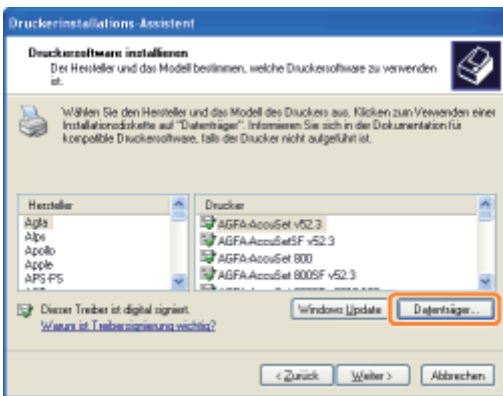 Druckerinstallations-Assistent
Druckersoftware installieren
Der Hersteller und das Modell bestimmen, welche Druckersoftware zu verwenden
ist.
Wählen Sie den Hersteller und das Modell des Druckers aus. Klicken zum Verwenden einer
Installationsdiskette auf "Datenträger". Informieren Sie sich in der Dokumentation für
kompatible Druckersoftware, falls der Drucker nicht aufgeführt ist.
Hersteller
Agfa
Alps
Apollo
Apple
APS-PS
Drucker
AGFA-AccuSet v52.3
AGFA-AccuSetSF v52.3
AGFA-AccuSet 800
AGFA-AccuSet 800SF v52.3
Dieser Treiber ist digital signiert.
Warum ist Treibersignierung wichtig?
Windows Update
Datenträger...
< Zurück
Weiter >
Abbrechen